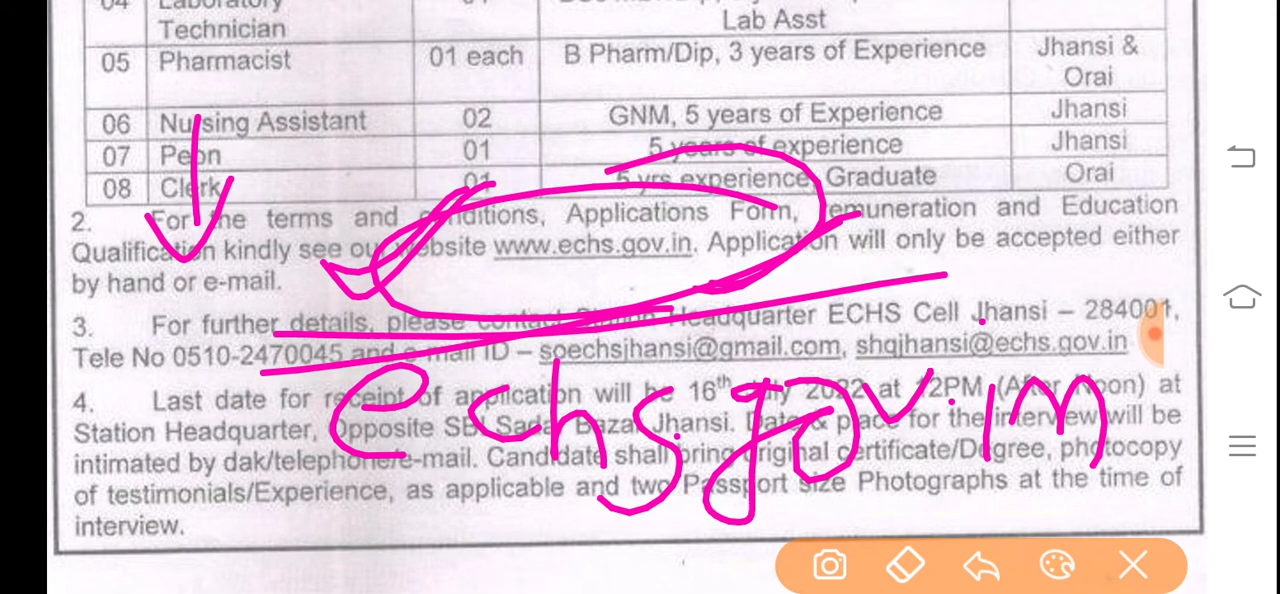 04 Laboratory 01
Lab Asst
Technician
05 Pharmacist 01 each B Pharm/Dip, 3 years of Experience Jhansi &
Orai
06 Nursing Assistant 02 GNM, 5 years of Experience Jhansi
07 Peon 01 5 years of experience Jhansi
08 Clerk 01 5 yrs experience, Graduate Orai
2. For the terms and conditions, Applications Form, remuneration and Education
Qualification kindly see our website www.echs.gov.in. Application will only be accepted either
by hand or e-mail.
3. For further details, please contact Station Headquarter ECHS Cell Jhansi – 284001,
Tele No 0510-2470045 and e-mail ID – soechsjhansi@gmail.com, shqjhansi@echs.gov.in
echs.gov.in
4. Last date for receipt of application will be 16th July 2022 at 12PM (After Noon) at
Station Headquarter, Opposite SBI Sadar Bazar Jhansi. Date & place for the interview will be
intimated by dak/telephone/e-mail. Candidate shall bring original certificate/Degree, photocopy
of testimonials/Experience, as applicable and two Passport size Photographs at the time of
interview.